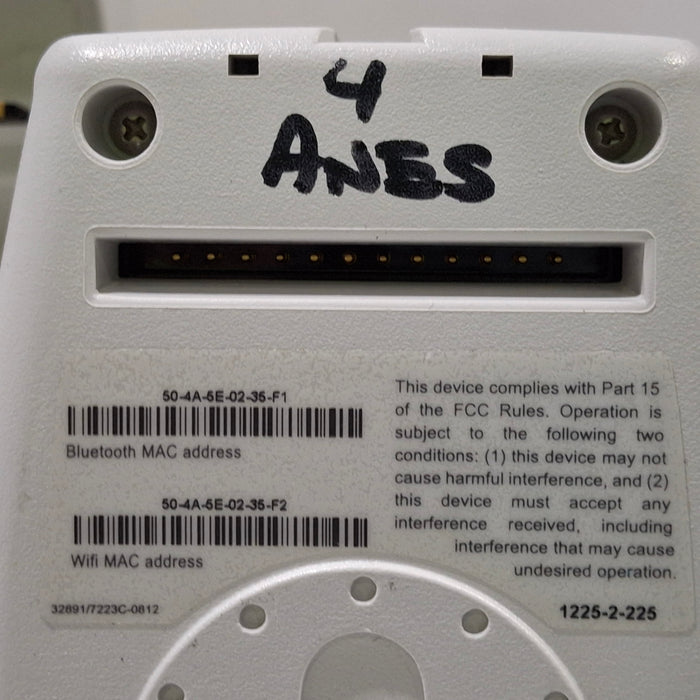 4
ANES
50-4A-5E-02-35-F1
Bluetooth MAC address
50-4A-5E-02-35-F2
Wifi MAC address
32891/7223C-0812
This device complies with Part 15
of the FCC Rules. Operation is
subject to the following two
conditions: (1) this device may not
cause harmful interference, and (2)
this device must accept any
interference received, including
interference that may cause
undesired operation.
1225-2-225